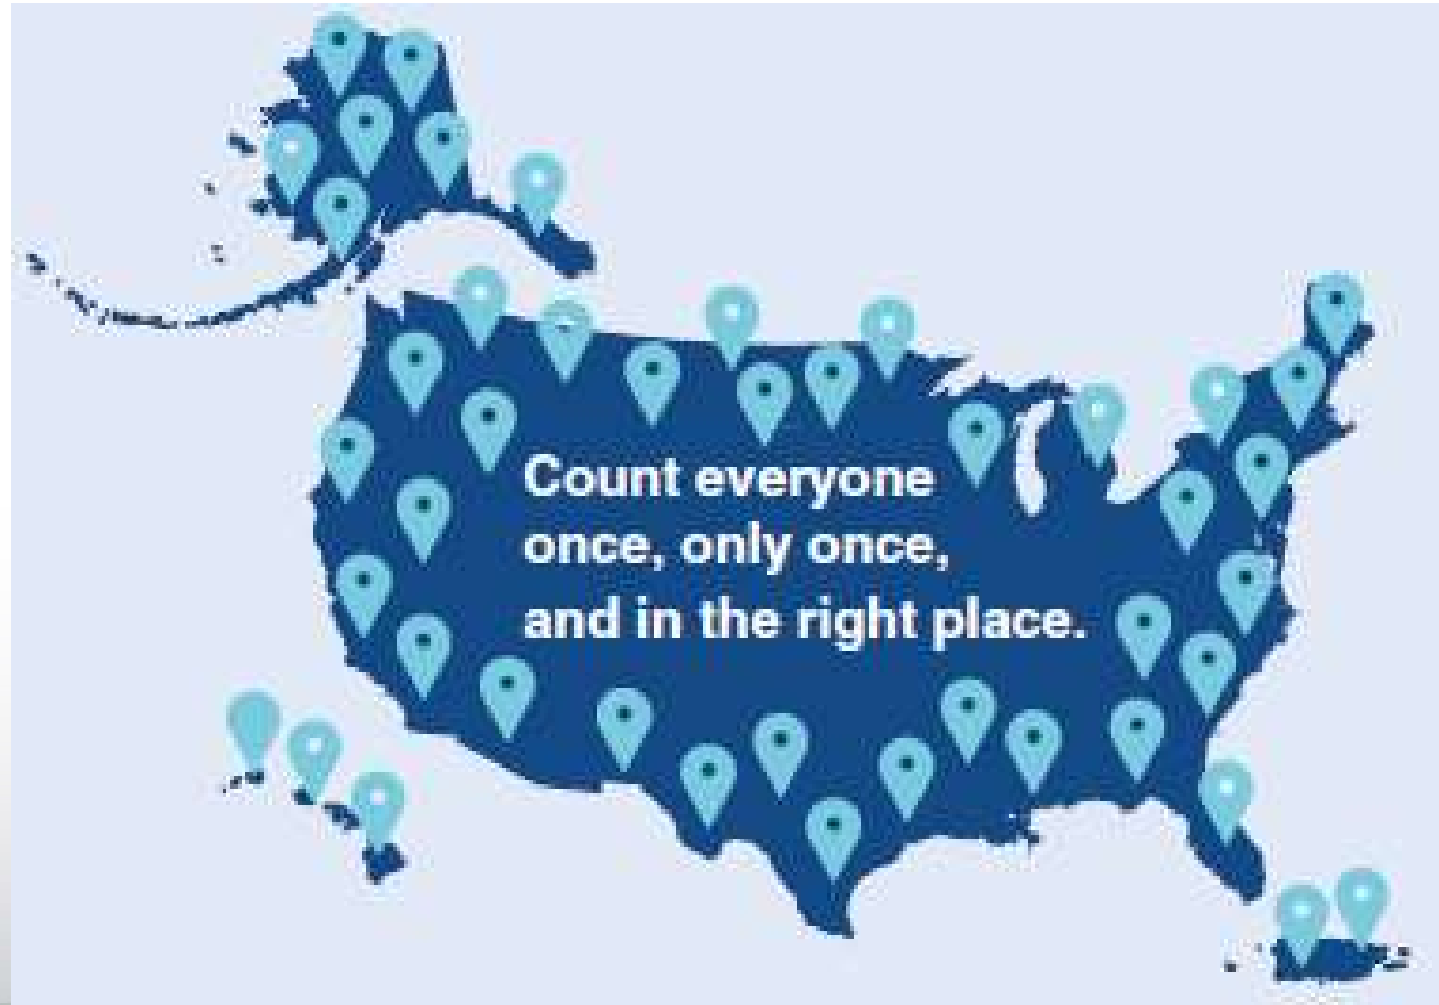 Count everyone
once, only once,
and in the right place.